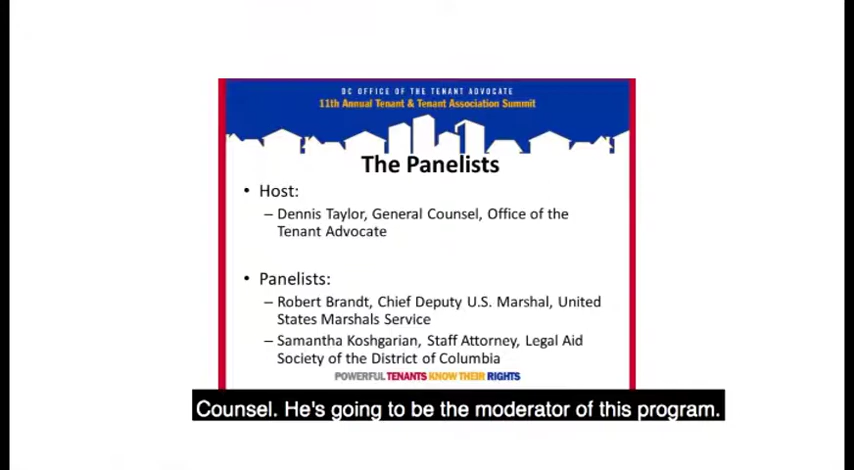 DC OFFICE OF THE TENANT ADVOCATE
11th Annual Tenant & Tenant Association Summit
The Panelists
• Host:
– Dennis Taylor, General Counsel, Office of the
Tenant Advocate
• Panelists:
– Robert Brandt, Chief Deputy U.S. Marshal, United
States Marshals Service
– Samantha Koshgarian, Staff Attorney, Legal Aid
Society of the District of Columbia
POWERFUL TENANTS KNOW THEIR RIGHTS
Counsel. He's going to be the moderator of this program.